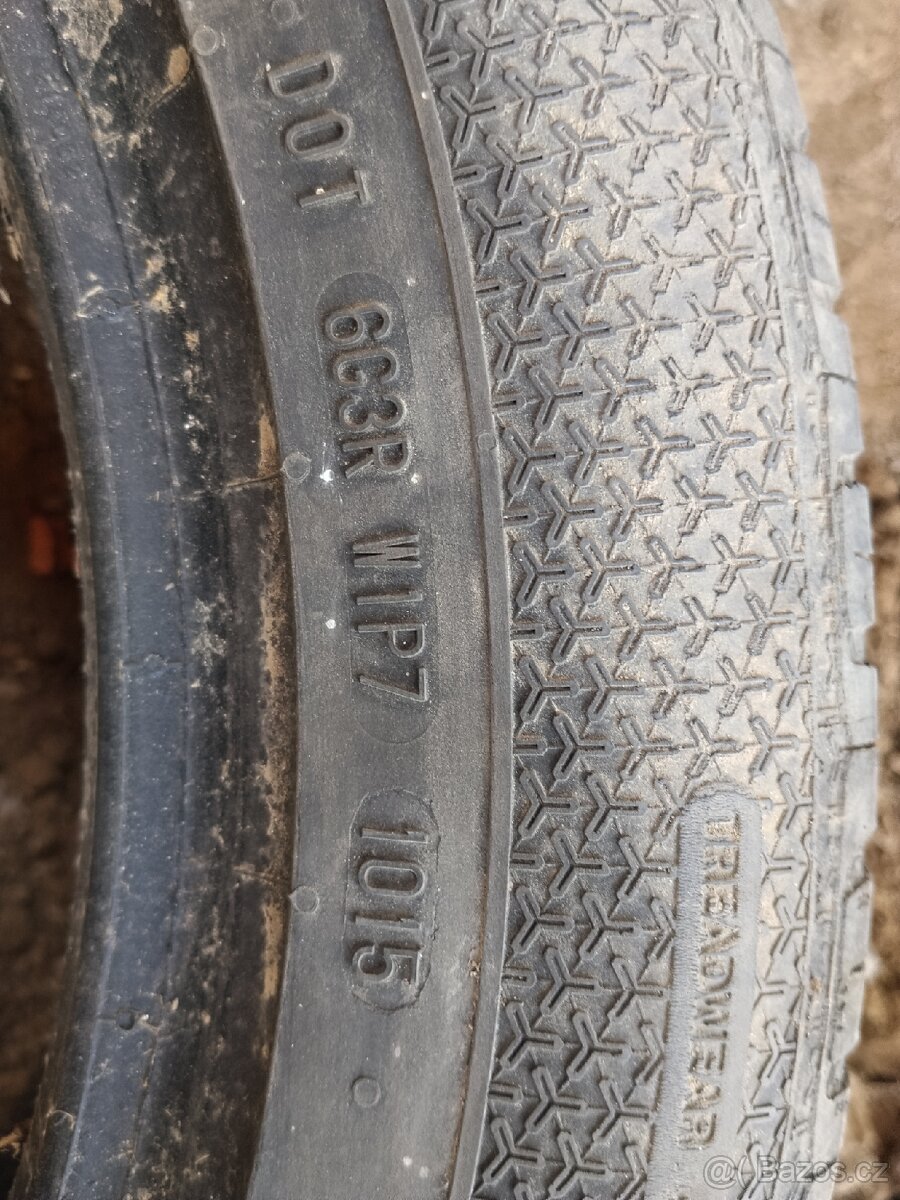 DOT 6C3R W1P7 1015
TREADWEAR
Bazos.cz